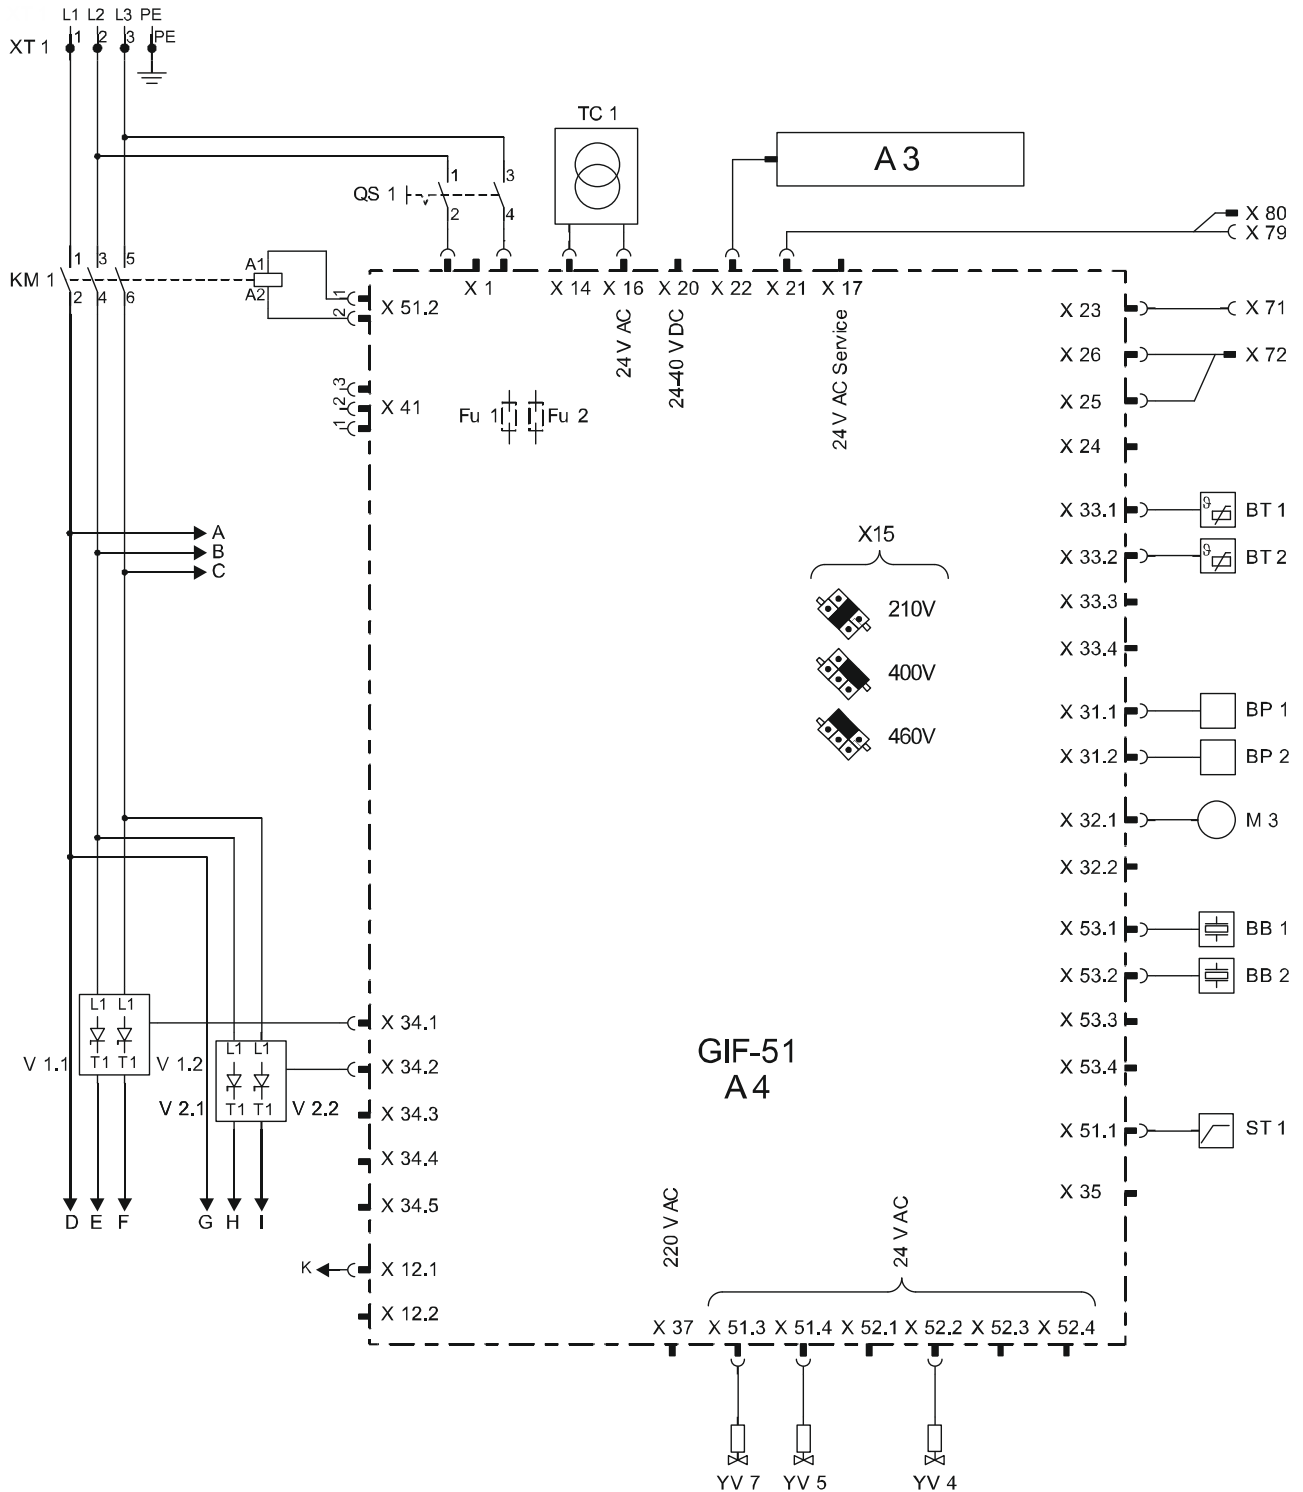 L1 L2 L3 PE
XT 1
1 2 3 PE
TC 1
A 3
QS 1
1 3
2 4
X 80
X 79
KM 1
1 3 5
2 4 6
A1
A2
1
2
X 51.2
X 1
X 14
X 16
X 20
X 22
X 21
X 17
24 V AC
24-40 V DC
24 V AC Service
X 23
X 71
X 26
X 72
X 25
X 24
3
2
1
X 41
Fu 1
Fu 2
A
B
C
X 33.1
ϑ
BT 1
X 33.2
ϑ
BT 2
X 33.3
X 33.4
X15
210V
400V
460V
X 31.1
BP 1
X 31.2
BP 2
X 32.1
M 3
X 32.2
X 53.1
BB 1
X 53.2
BB 2
X 53.3
X 53.4
X 51.1
ST 1
X 35
L1 L1
T1 T1
V 1.1
V 1.2
L1 L1
T1 T1
V 2.1
V 2.2
X 34.1
X 34.2
X 34.3
X 34.4
X 34.5
GIF-51
A 4
D E F
G H I
K
X 12.1
X 12.2
220 V AC
24 V AC
X 37
X 51.3
X 51.4
X 52.1
X 52.2
X 52.3
X 52.4
YV 7
YV 5
YV 4